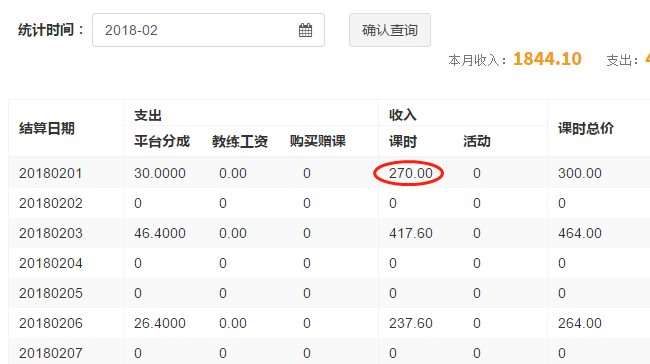 统计时间： 2018-02 确认查询
本月收入：1844.10 支出：4
结算日期 支出 收入 课时总价
平台分成 教练工资 购买赠课 课时 活动
20180201 30.0000 0.00 0 270.00 0 300.00
20180202 0 0 0 0 0 0
20180203 46.4000 0.00 0 417.60 0 464.00
20180204 0 0 0 0 0 0
20180205 0 0 0 0 0 0
20180206 26.4000 0.00 0 237.60 0 264.00
20180207 0 0 0 0 0 0